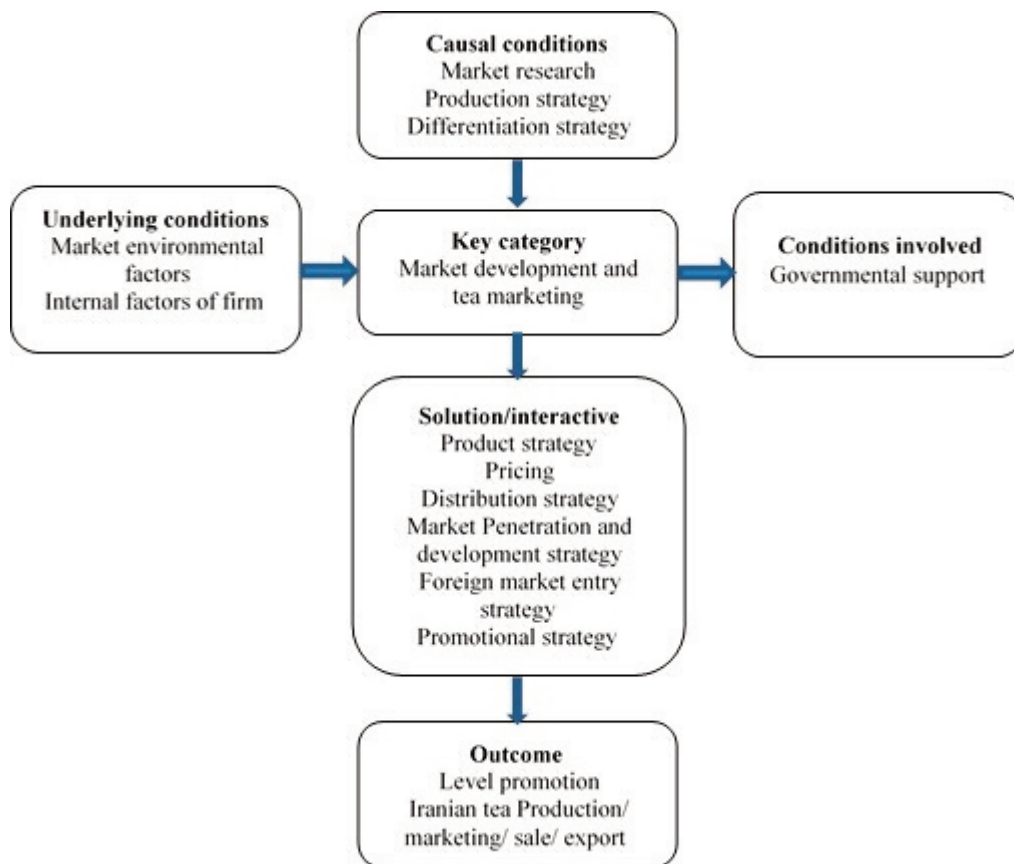 Causal conditions
Market research
Production strategy
Differentiation strategy
Underlying conditions
Market environmental
factors
Internal factors of firm
Key category
Market development and
tea marketing
Conditions involved
Governmental support
Solution/interactive
Product strategy
Pricing
Distribution strategy
Market Penetration and
development strategy
Foreign market entry
strategy
Promotional strategy
Outcome
Level promotion
Iranian tea Production/
marketing/ sale/ export